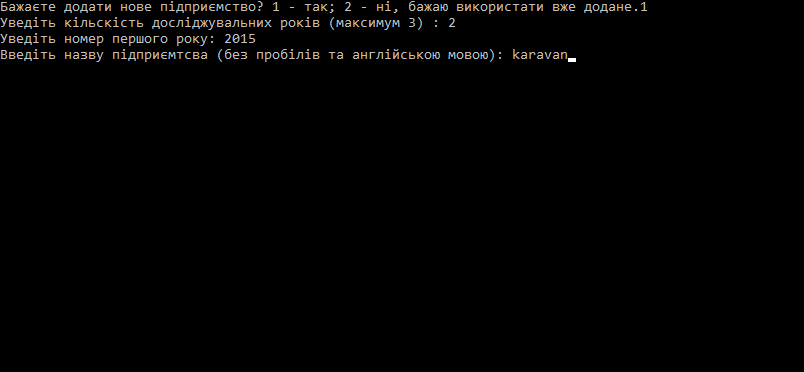 Бажаєте додати нове підприємство? 1 - так; 2 - ні, бажаю використати вже додане.1
Уведіть кільскість досліджувальних років (максимум 3) : 2
Уведіть номер першого року: 2015
Введіть назву підприємтсва (без пробілів та англійською мовою): karavan